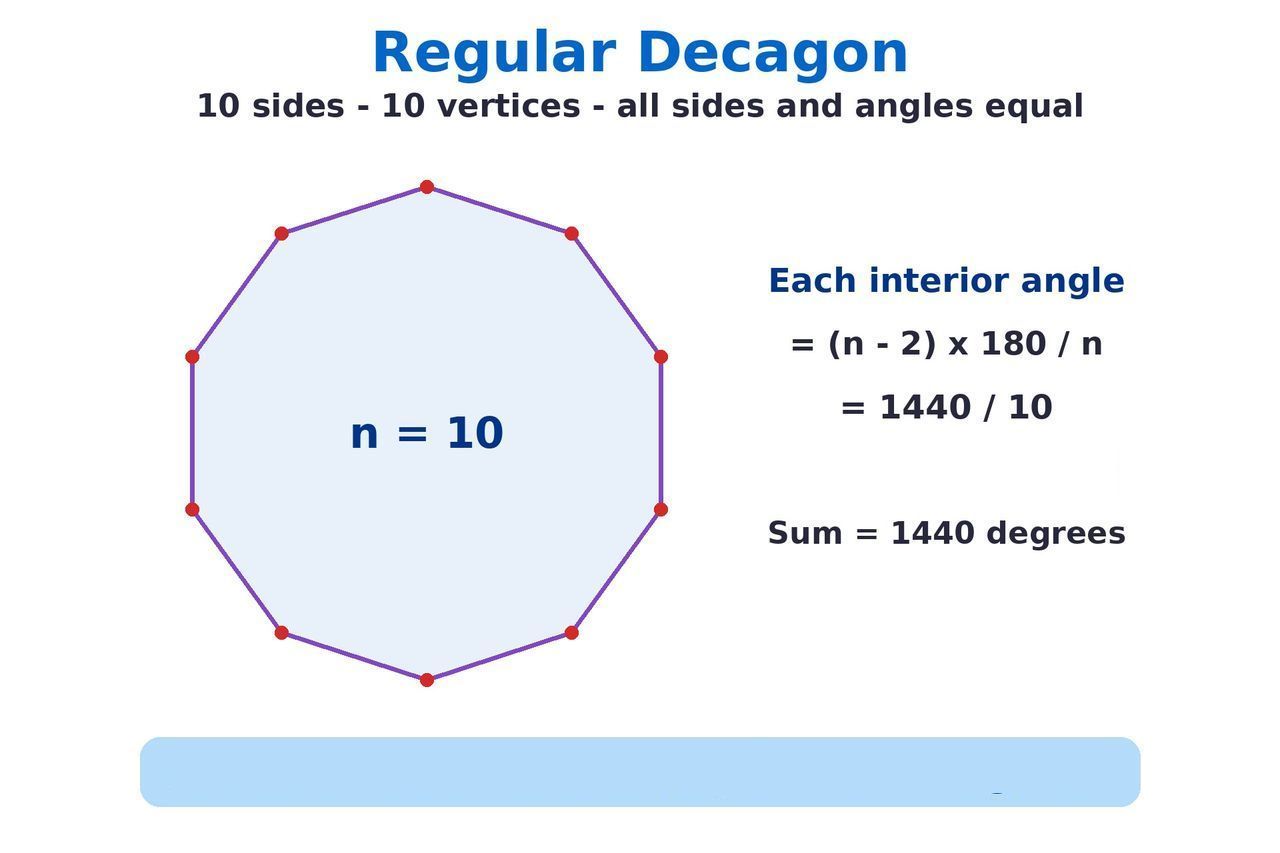 Regular Decagon
10 sides - 10 vertices - all sides and angles equal
Each interior angle
= (n - 2) x 180 / n
= 1440 / 10
n = 10
Sum = 1440 degrees